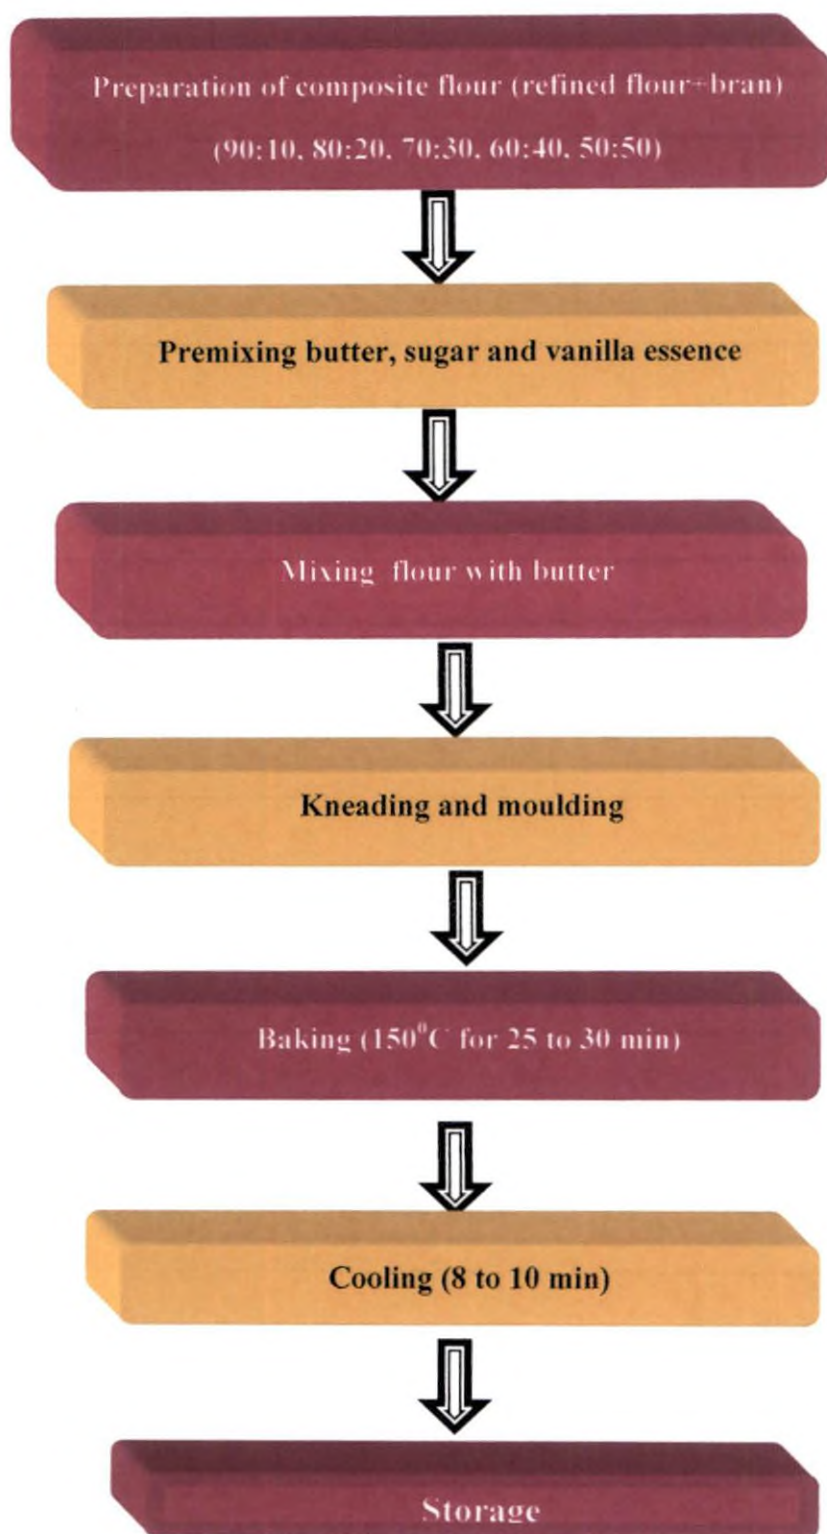 Preparation of composite flour (refined flour+bran)
(90:10, 80:20, 70:30, 60:40, 50:50)
Premixing butter, sugar and vanilla essence
Mixing flour with butter
Kneading and moulding
Baking (150⁰C for 25 to 30 min)
Cooling (8 to 10 min)
Storage